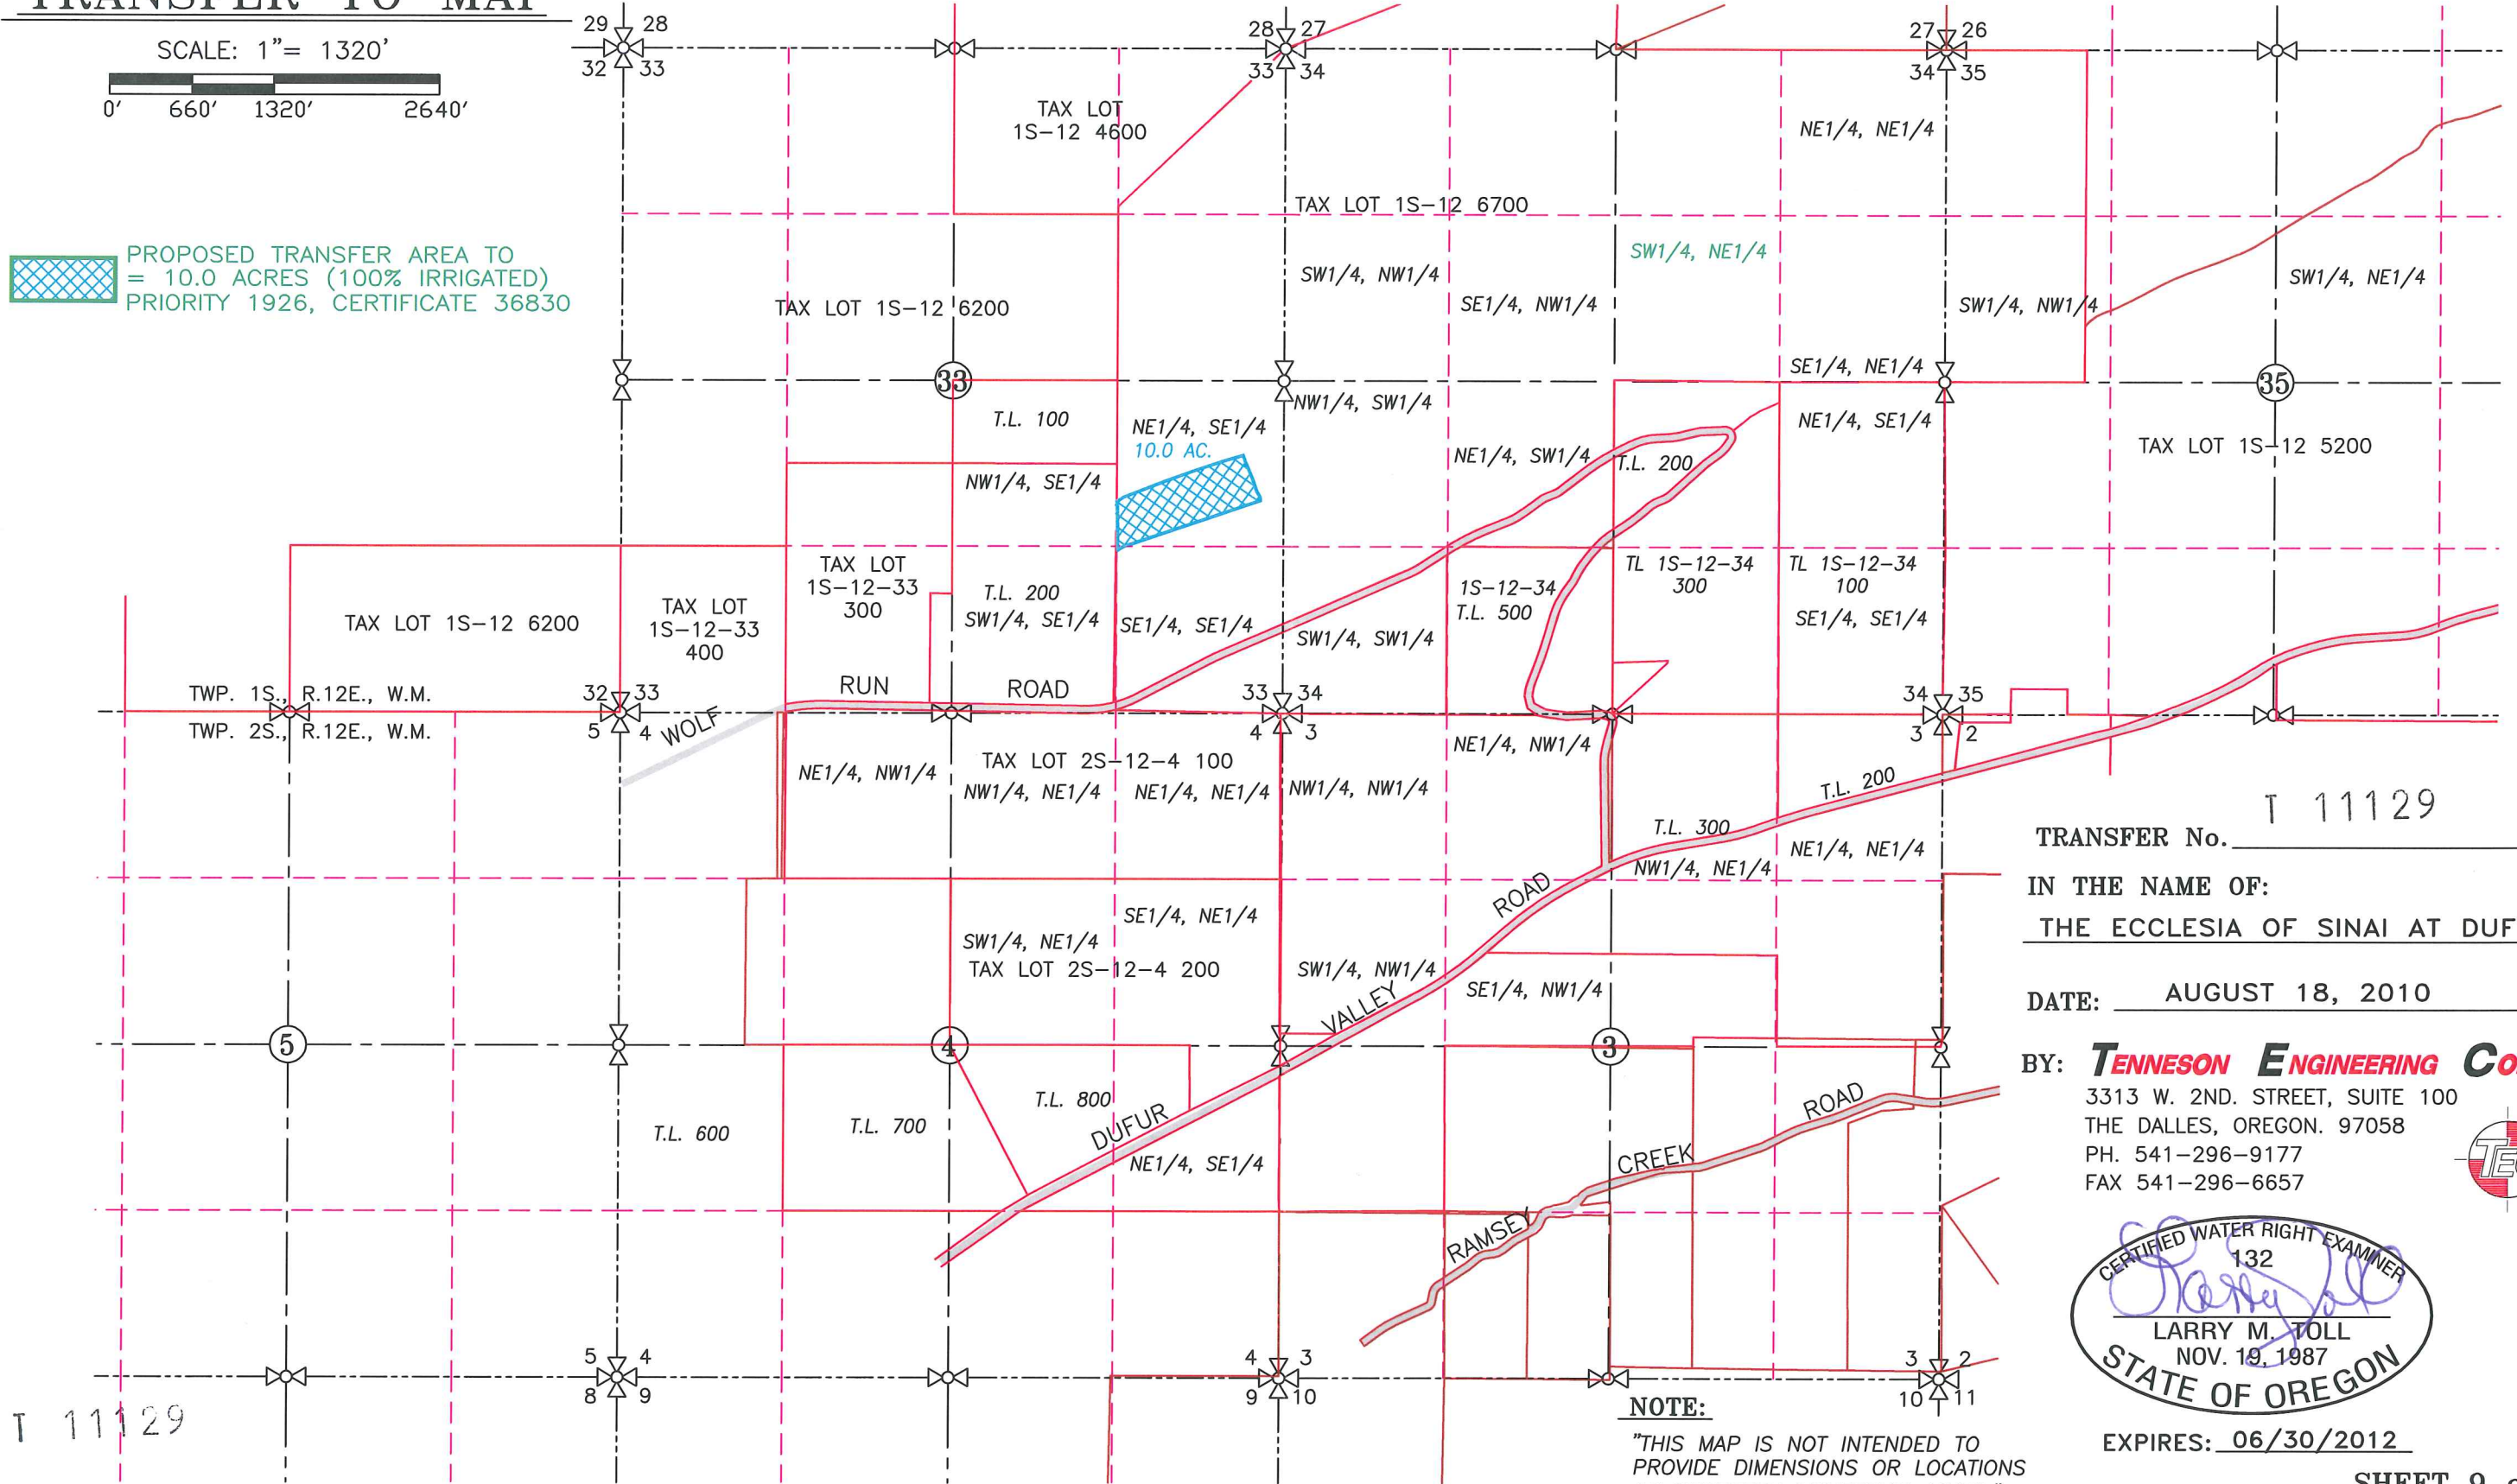 TRANSFER TO MAP
SCALE: 1"= 1320'
0' 660' 1320' 2640'
PROPOSED TRANSFER AREA TO
= 10.0 ACRES (100% IRRIGATED)
PRIORITY 1926, CERTIFICATE 36830
29 28
32 33
28 27
33 34
27 26
34 35
TAX LOT
1S-12 4600
NE1/4, NE1/4
TAX LOT 1S-12 6700
SW1/4, NE1/4
SW1/4, NW1/4
SE1/4, NW1/4
SW1/4, NW1/4
SW1/4, NE1/4
TAX LOT 1S-12 6200
33
SE1/4, NE1/4
35
T.L. 100
NE1/4, SE1/4
10.0 AC.
NW1/4, SW1/4
NE1/4, SE1/4
NW1/4, SE1/4
NE1/4, SW1/4
T.L. 200
TAX LOT 1S-12 5200
TAX LOT 1S-12 6200
TAX LOT
1S-12-33
400
TAX LOT
1S-12-33
300
T.L. 200
SW1/4, SE1/4
SE1/4, SE1/4
SW1/4, SW1/4
1S-12-34
T.L. 500
TL 1S-12-34
300
TL 1S-12-34
100
SE1/4, SE1/4
TWP. 1S., R.12E., W.M.
TWP. 2S., R.12E., W.M.
32 33
5 4
WOLF RUN ROAD
33 34
4 3
34 35
3 2
NE1/4, NW1/4
TAX LOT 2S-12-4 100
NW1/4, NE1/4
NE1/4, NE1/4
NW1/4, NW1/4
NE1/4, NW1/4
T.L. 200
T.L. 300
NW1/4, NE1/4
NE1/4, NE1/4
SE1/4, NE1/4
SW1/4, NE1/4
TAX LOT 2S-12-4 200
SW1/4, NW1/4
SE1/4, NW1/4
DUFUR VALLEY ROAD
5
4
3
T.L. 600
T.L. 700
T.L. 800
NE1/4, SE1/4
RAMSEY CREEK ROAD
5 4
8 9
4 3
9 10
3 2
10 11
T 11129
TRANSFER No.
T 11129
IN THE NAME OF:
THE ECCLESIA OF SINAI AT DUF
DATE: AUGUST 18, 2010
BY: TENNESON ENGINEERING CO
3313 W. 2ND. STREET, SUITE 100
THE DALLES, OREGON. 97058
PH. 541-296-9177
FAX 541-296-6657
TE
CERTIFIED WATER RIGHT EXAMINER
132
LARRY M. TOLL
NOV. 19, 1987
STATE OF OREGON
EXPIRES: 06/30/2012
NOTE:
"THIS MAP IS NOT INTENDED TO
PROVIDE DIMENSIONS OR LOCATIONS
SHEET 9